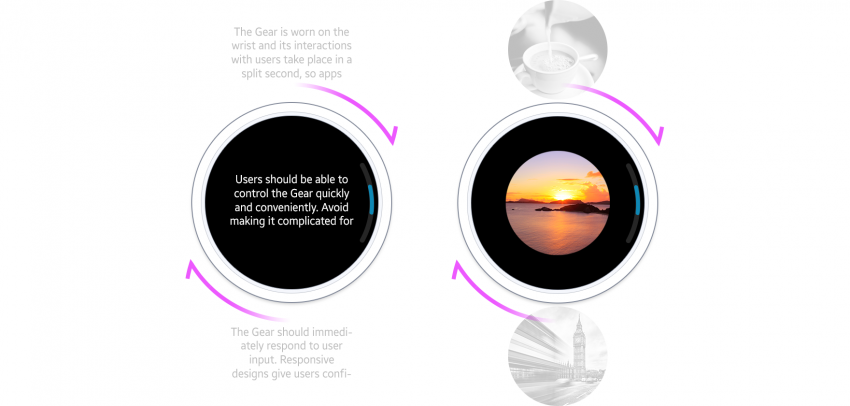 The Gear is worn on the
wrist and its interactions
with users take place in a
split second, so apps
Users should be able to
control the Gear quickly
and conveniently. Avoid
making it complicated for
The Gear should immedi-
ately respond to user
input. Responsive
designs give users confi-